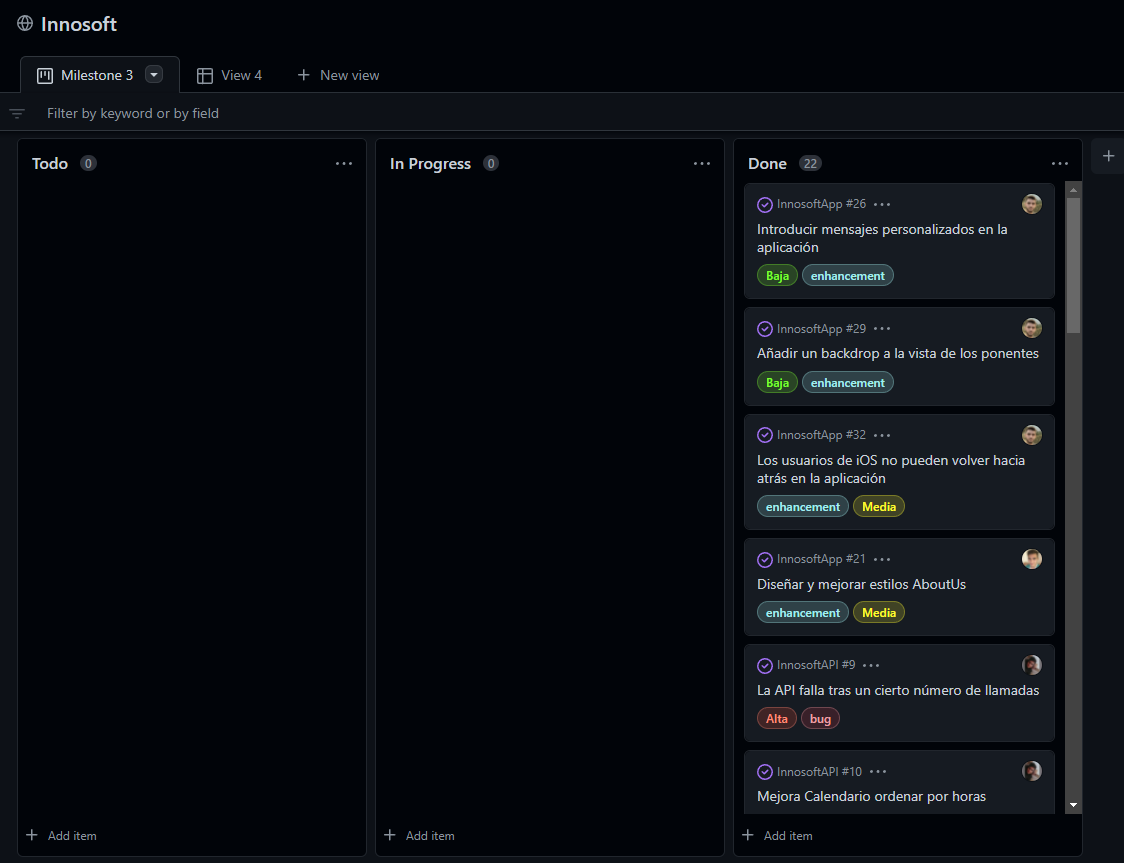 Innosoft
Milestone 3
View 4
New view
Filter by keyword or by field
Todo 0
In Progress 0
Done 22
InnosoftApp #26
Introducir mensajes personalizados en la
aplicación
Baja enhancement
InnosoftApp #29
Añadir un backdrop a la vista de los ponentes
Baja enhancement
InnosoftApp #32
Los usuarios de iOS no pueden volver hacia
atrás en la aplicación
enhancement Media
InnosoftApp #21
Diseñar y mejorar estilos AboutUs
enhancement Media
InnosoftAPI #9
La API falla tras un cierto número de llamadas
Alta bug
InnosoftAPI #10
Mejora Calendario ordenar por horas
Add item
Add item
Add item